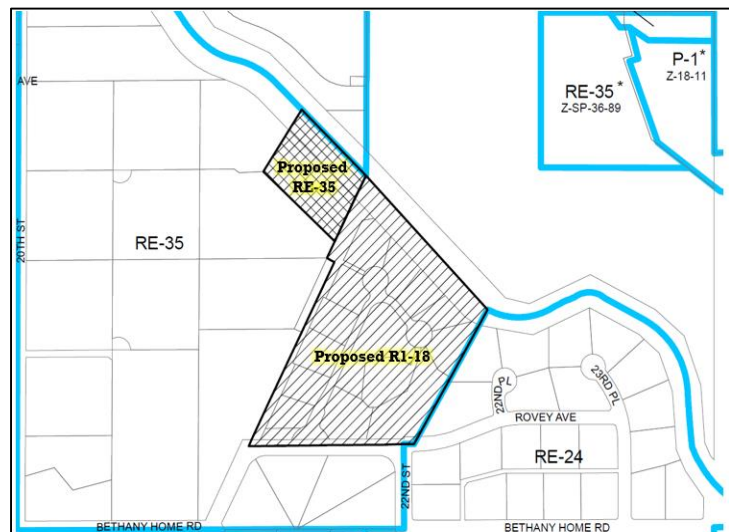 P-1*
Z-18-11
RE-35*
Z-SP-36-89
AVE
Proposed
RE-35
20TH ST
RE-35
Proposed R1-18
22ND PL
23RD PL
ROVEY AVE
RE-24
22ND ST
BETHANY HOME RD
BETHANY HOME RD